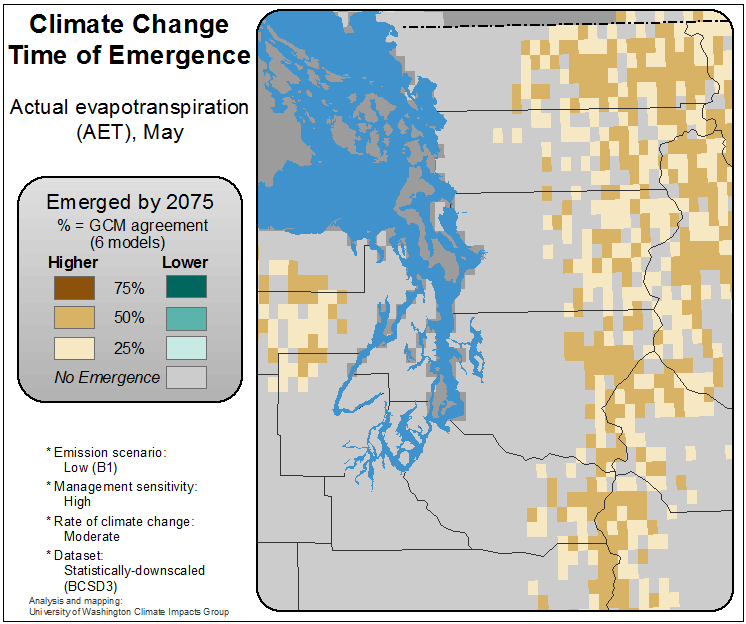 Climate Change
Time of Emergence
Actual evapotranspiration
(AET), May
Emerged by 2075
% = GCM agreement
(6 models)
Higher Lower
75%
50%
25%
No Emergence
* Emission scenario:
Low (B1)
* Management sensitivity:
High
* Rate of climate change:
Moderate
* Dataset:
Statistically-downscaled
(BCSD3)
Analysis and mapping:
University of Washington Climate Impacts Group